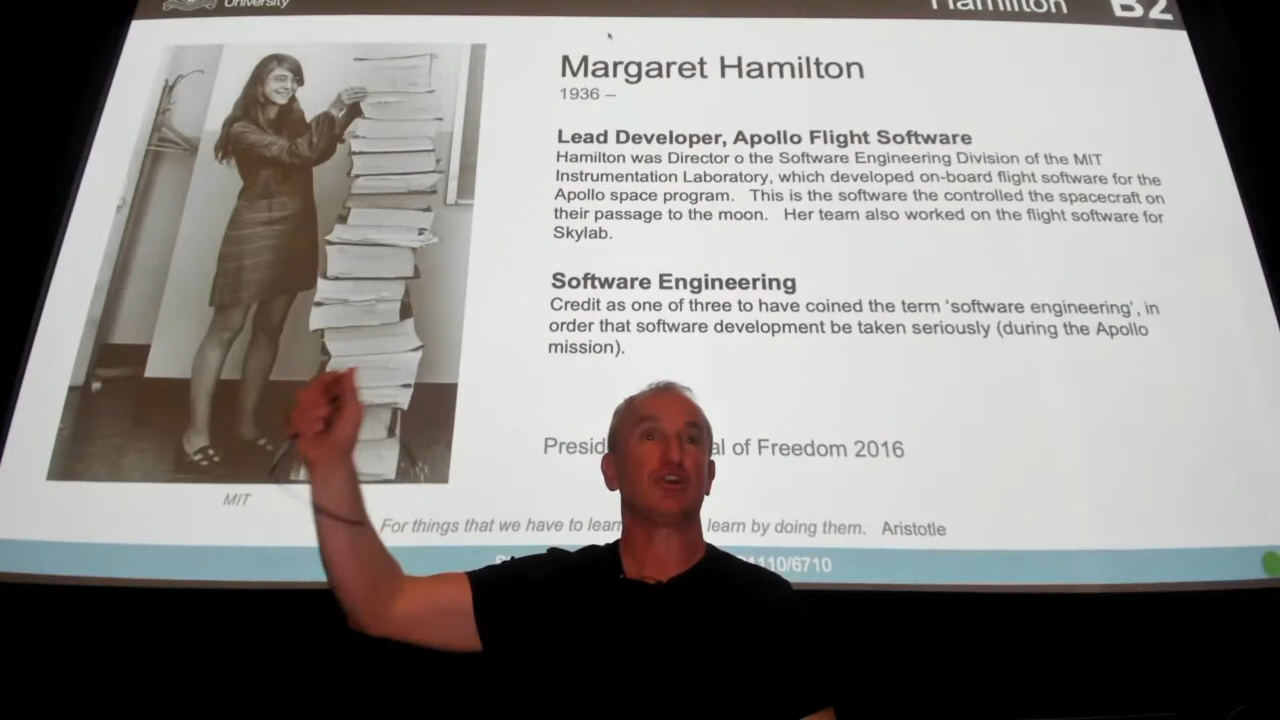 University
Hamilton
B2
Margaret Hamilton
1936 –
Lead Developer, Apollo Flight Software
Hamilton was Director o the Software Engineering Division of the MIT
Instrumentation Laboratory, which developed on-board flight software for the
Apollo space program. This is the software the controlled the spacecraft on
their passage to the moon. Her team also worked on the flight software for
Skylab.
Software Engineering
Credit as one of three to have coined the term ‘software engineering’, in
order that software development be taken seriously (during the Apollo
mission).
Presid al of Freedom 2016
MIT
For things that we have to lear learn by doing them. Aristotle
1110/6710